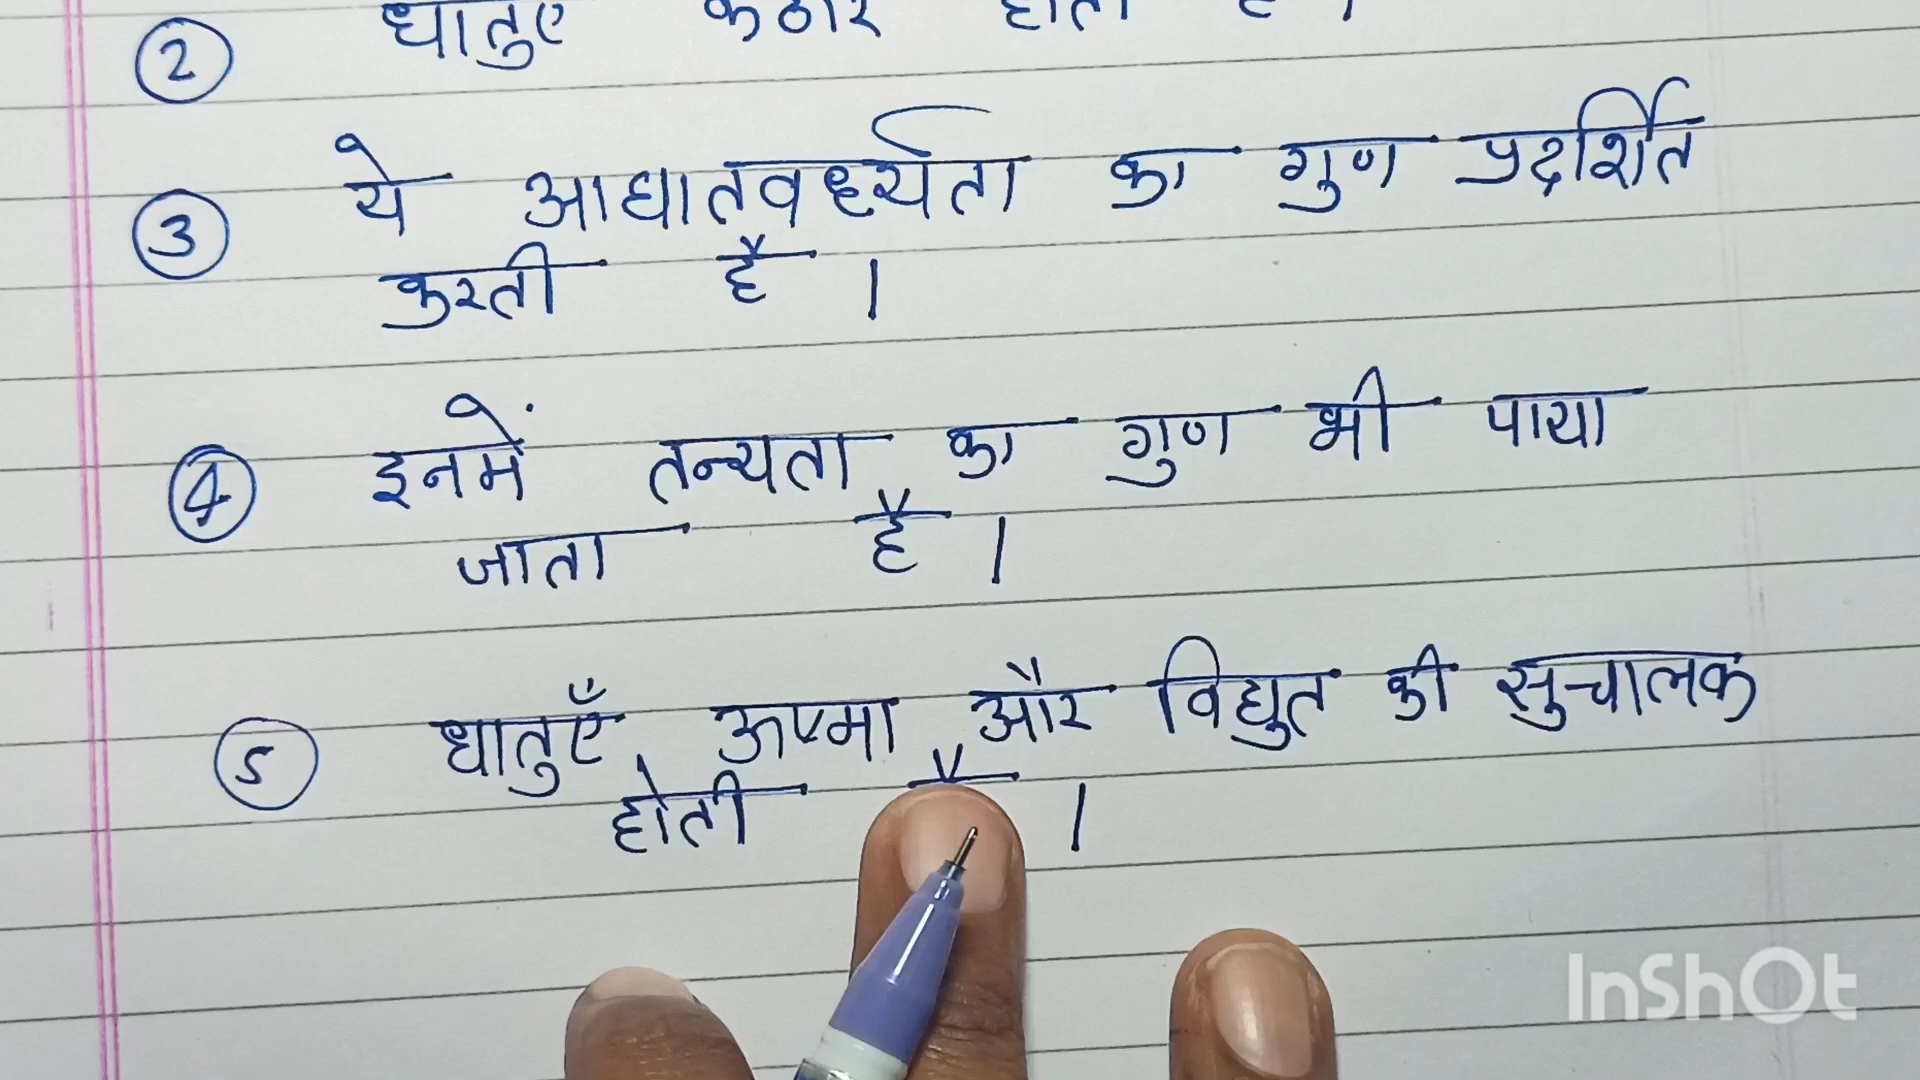 ② धातुएँ कठोर होती है ।
③ ये आघातवर्ध्यता का गुण प्रदर्शित
करती है ।
④ इनमें तन्यता का गुण भी पाया
जाता है ।
⑤ धातुएँ ऊष्मा और विद्युत की सुचालक
होती है ।
InShOt